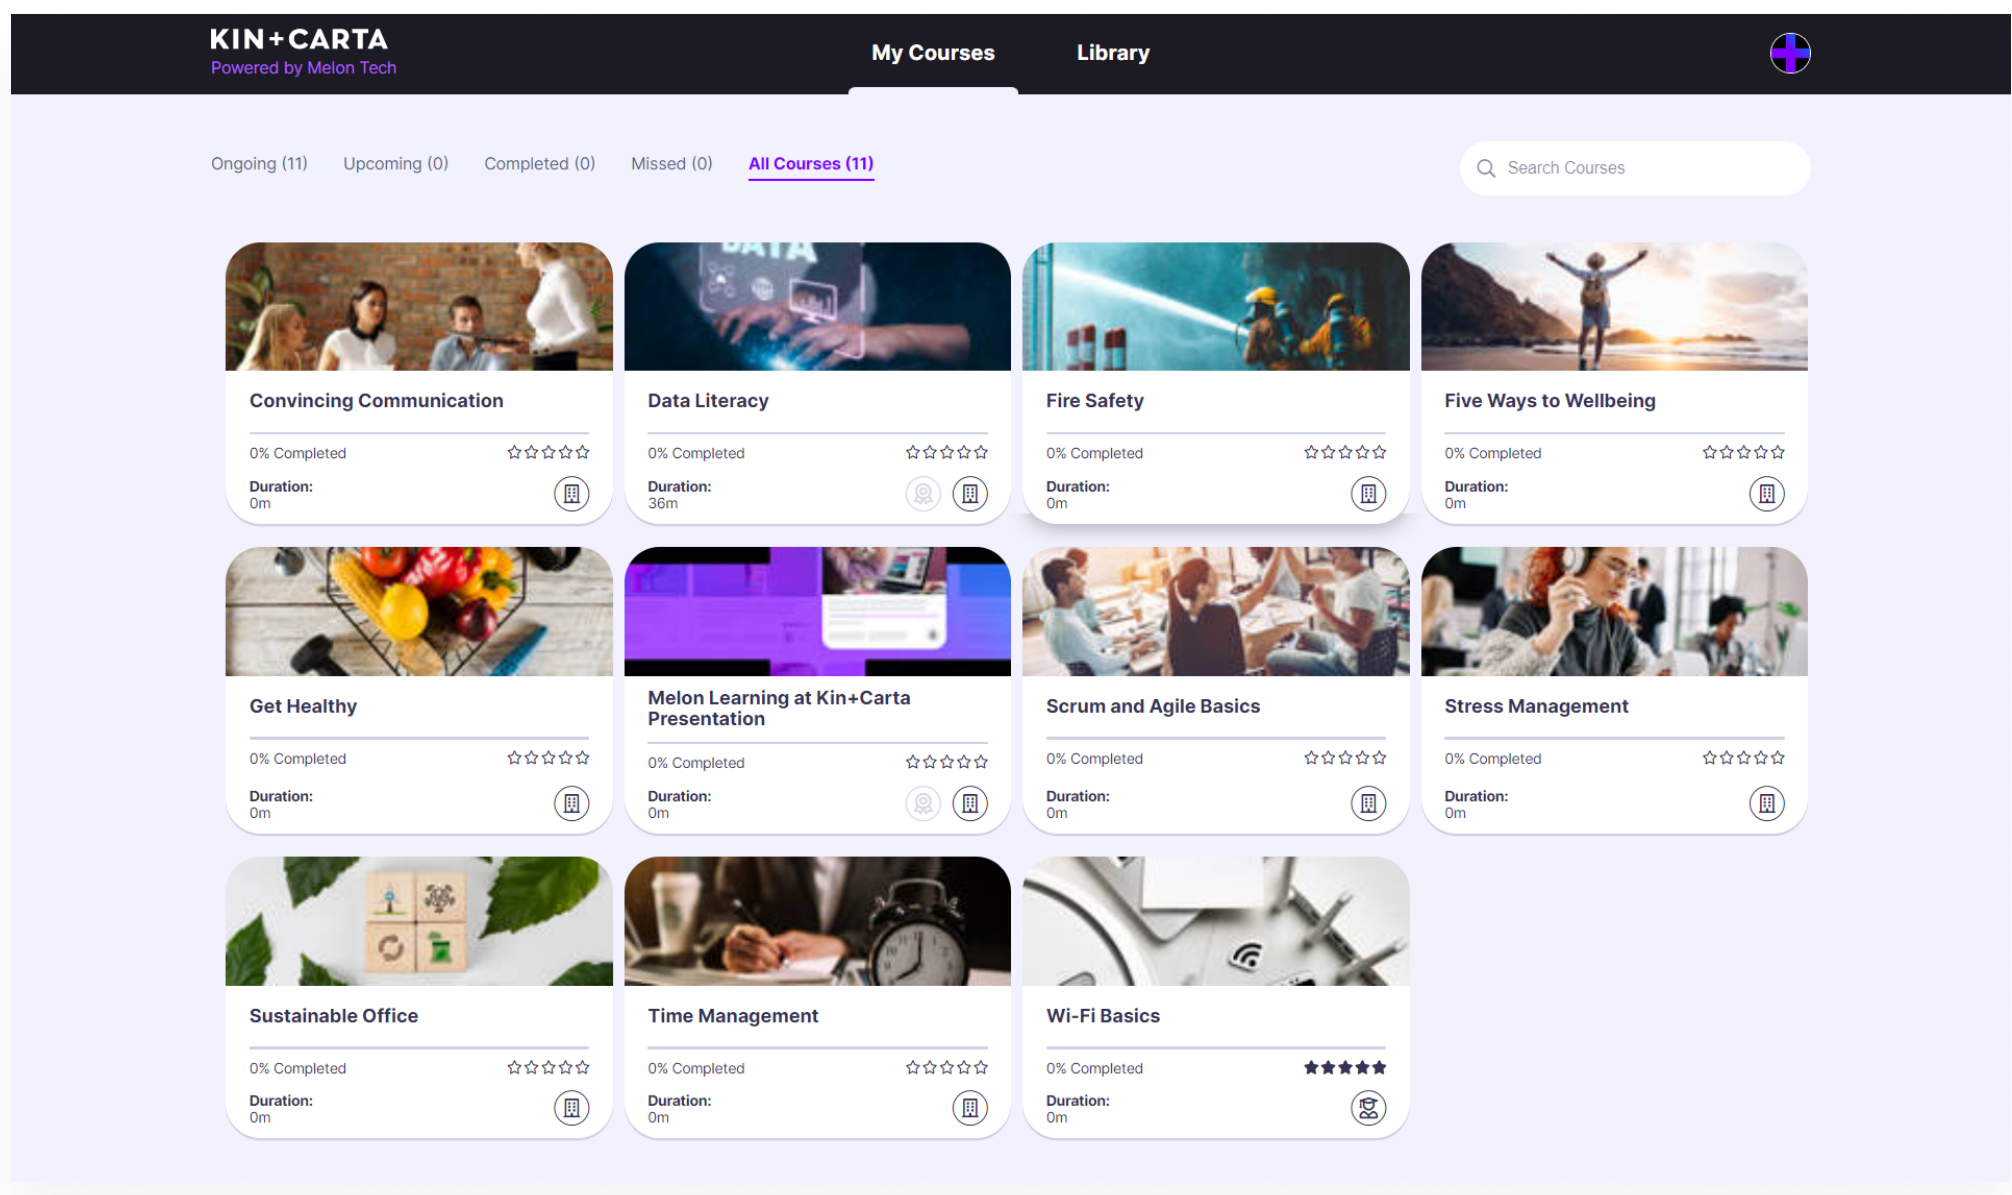 KIN+CARTA
Powered by Melon Tech
My Courses
Library
Ongoing (11)
Upcoming (0)
Completed (0)
Missed (0)
All Courses (11)
Search Courses
DATA
Convincing Communication
0% Completed
Duration:
0m
Data Literacy
0% Completed
Duration:
36m
Fire Safety
0% Completed
Duration:
0m
Five Ways to Wellbeing
0% Completed
Duration:
0m
Get Healthy
0% Completed
Duration:
0m
Melon Learning at Kin+Carta
Presentation
0% Completed
Duration:
0m
Scrum and Agile Basics
0% Completed
Duration:
0m
Stress Management
0% Completed
Duration:
0m
Sustainable Office
0% Completed
Duration:
0m
Time Management
0% Completed
Duration:
0m
Wi-Fi Basics
0% Completed
Duration:
0m